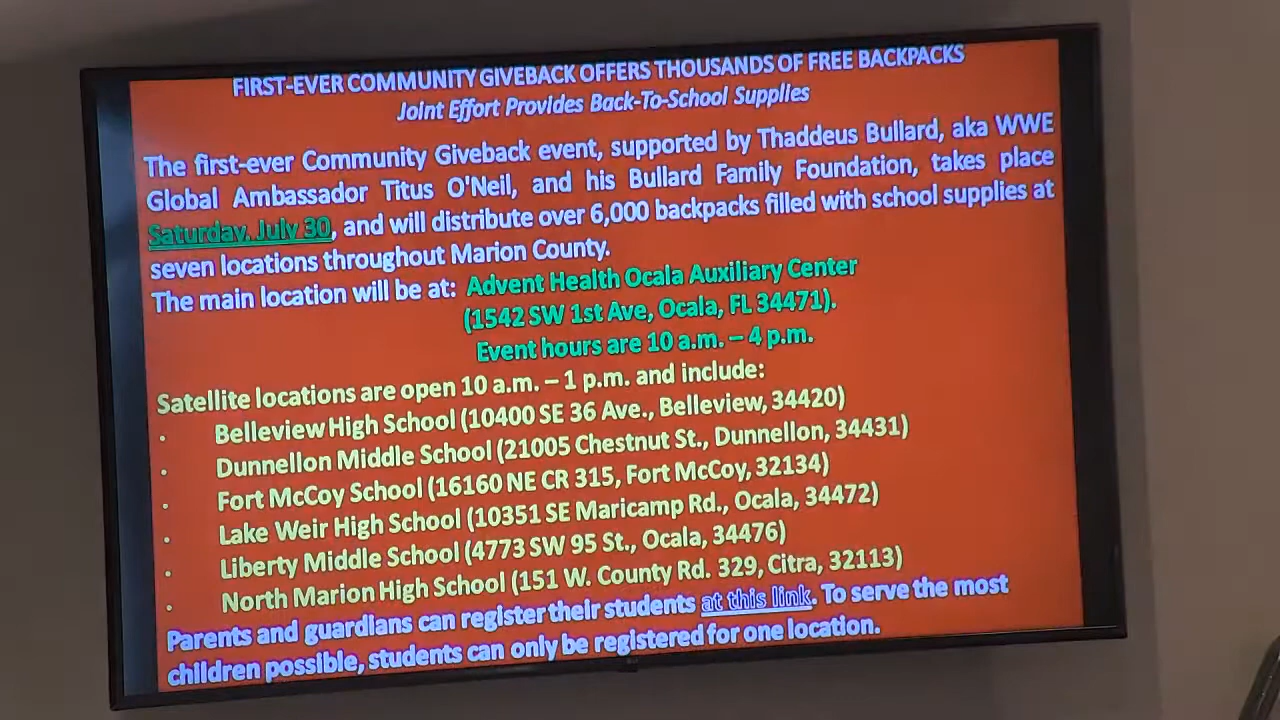 FIRST-EVER COMMUNITY GIVEBACK OFFERS THOUSANDS OF FREE BACKPACKS
Joint Effort Provides Back-To-School Supplies
The first-ever Community Giveback event, supported by Thaddeus Bullard, aka WWE
Global Ambassador Titus O'Neil, and his Bullard Family Foundation, takes place
Saturday, July 30, and will distribute over 6,000 backpacks filled with school supplies at
seven locations throughout Marion County.
The main location will be at: Advent Health Ocala Auxiliary Center
(1542 SW 1st Ave, Ocala, FL 34471).
Event hours are 10 a.m. – 4 p.m.
Satellite locations are open 10 a.m. – 1 p.m. and include:
· Belleview High School (10400 SE 36 Ave., Belleview, 34420)
· Dunnellon Middle School (21005 Chestnut St., Dunnellon, 34431)
· Fort McCoy School (16160 NE CR 315, Fort McCoy, 32134)
· Lake Weir High School (10351 SE Maricamp Rd., Ocala, 34472)
· Liberty Middle School (4773 SW 95 St., Ocala, 34476)
· North Marion High School (151 W. County Rd. 329, Citra, 32113)
Parents and guardians can register their students at this link. To serve the most
children possible, students can only be registered for one location.